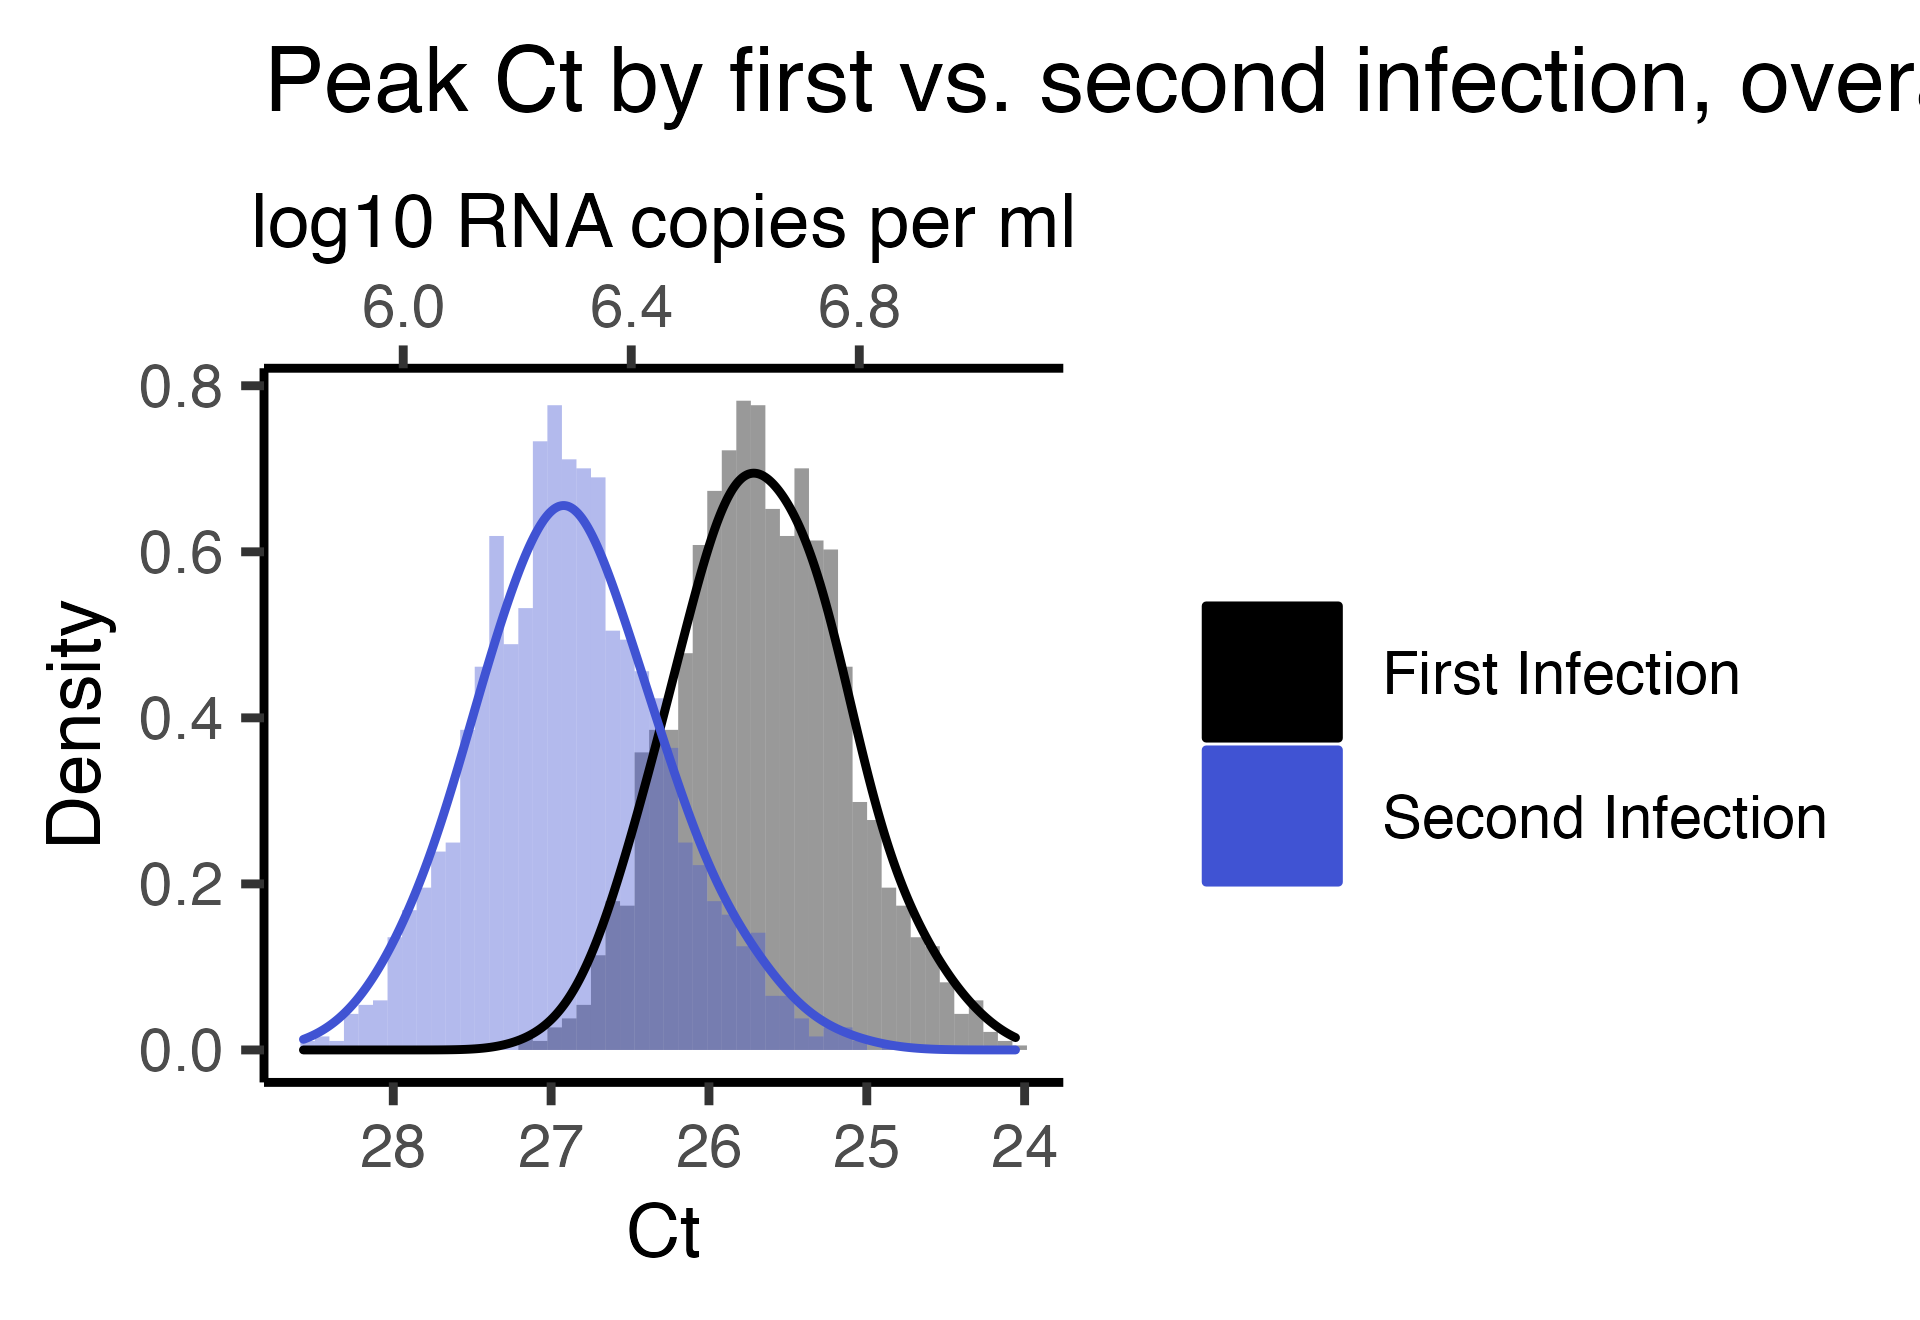 Peak Ct by first vs. second infection,
log10 RNA copies per ml
6.0 6.4 6.8
0.8
0.6
0.4
0.2
0.0
Density
28 27 26 25 24
Ct
First Infection
Second Infection